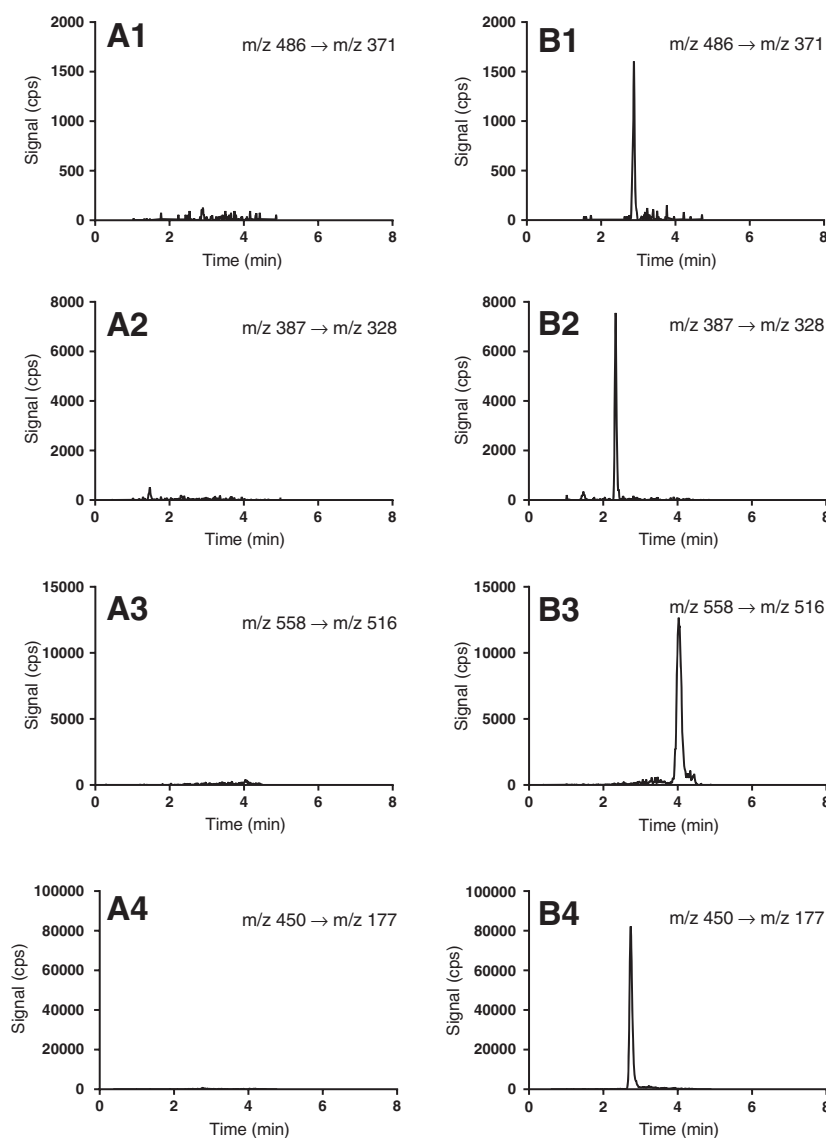 A1
m/z 486 → m/z 371
Signal (cps)
2000
1500
1000
500
0
0 2 4 6 8
Time (min)
B1
m/z 486 → m/z 371
Signal (cps)
2000
1500
1000
500
0
0 2 4 6 8
Time (min)
A2
m/z 387 → m/z 328
Signal (cps)
8000
6000
4000
2000
0
0 2 4 6 8
Time (min)
B2
m/z 387 → m/z 328
Signal (cps)
8000
6000
4000
2000
0
0 2 4 6 8
Time (min)
A3
m/z 558 → m/z 516
Signal (cps)
15000
10000
5000
0
0 2 4 6 8
Time (min)
B3
m/z 558 → m/z 516
Signal (cps)
15000
10000
5000
0
0 2 4 6 8
Time (min)
A4
m/z 450 → m/z 177
Signal (cps)
100000
80000
60000
40000
20000
0
0 2 4 6 8
Time (min)
B4
m/z 450 → m/z 177
Signal (cps)
100000
80000
60000
40000
20000
0
0 2 4 6 8
Time (min)